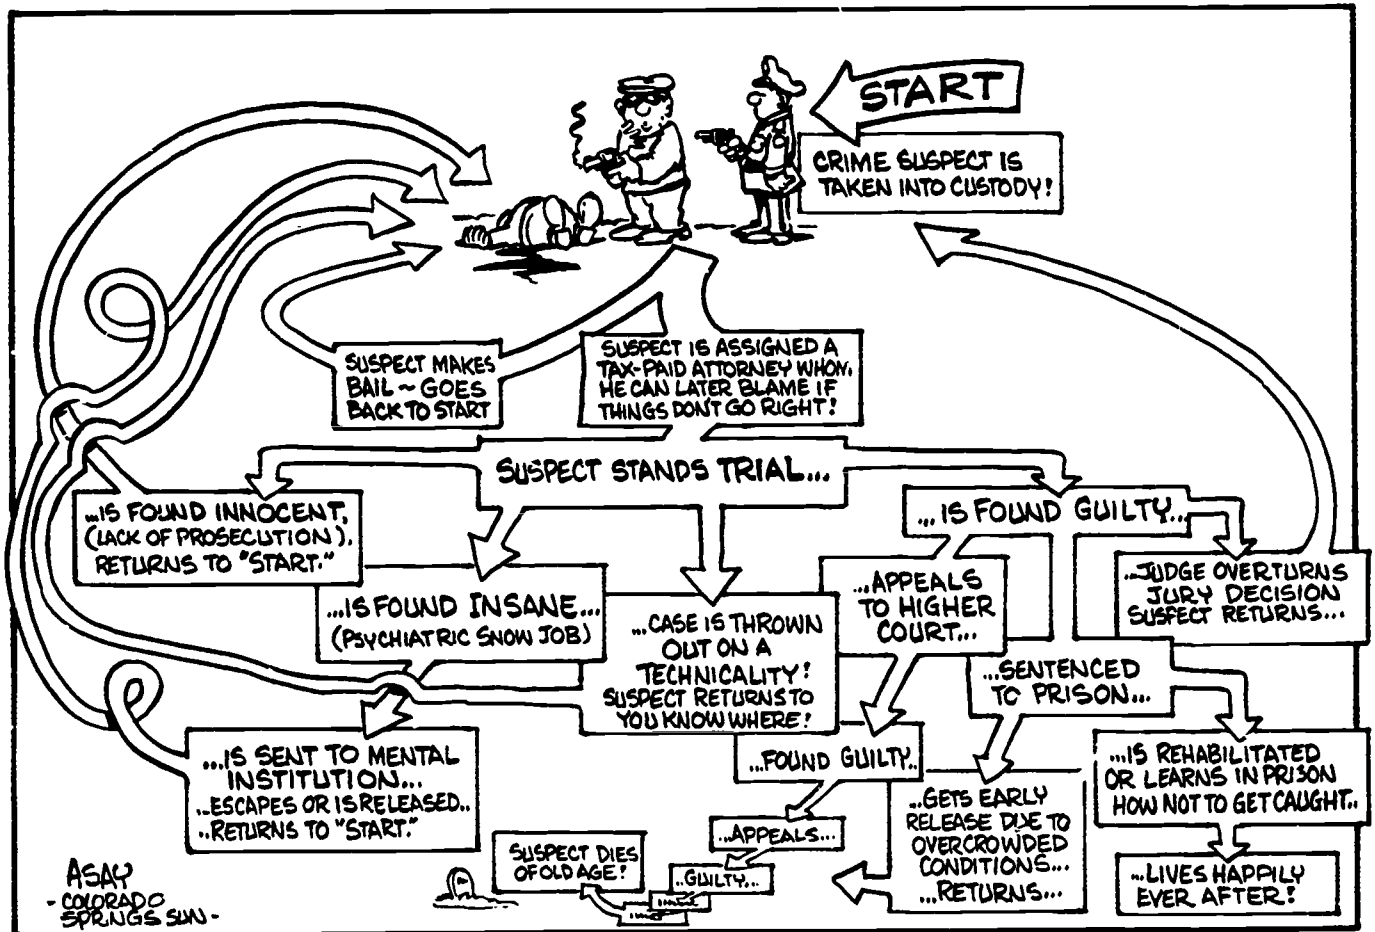 START
CRIME SUSPECT IS
TAKEN INTO CUSTODY!
SUSPECT MAKES
BAIL ~ GOES
BACK TO START
SUSPECT IS ASSIGNED A
TAX-PAID ATTORNEY WHOM
HE CAN LATER BLAME IF
THINGS DON'T GO RIGHT!
SUSPECT STANDS TRIAL...
...IS FOUND INNOCENT,
(LACK OF PROSECUTION).
RETURNS TO "START."
...IS FOUND INSANE...
(PSYCHIATRIC SNOW JOB)
...IS SENT TO MENTAL
INSTITUTION...
...ESCAPES OR IS RELEASED..
..RETURNS TO "START."
...CASE IS THROWN
OUT ON A
TECHNICALITY!
SUSPECT RETURNS TO
YOU KNOW WHERE!
... IS FOUND GUILTY...
...APPEALS
TO HIGHER
COURT...
...FOUND GUILTY..
...APPEALS...
..GUILTY...
SUSPECT DIES
OF OLD AGE!
...JUDGE OVERTURNS
JURY DECISION
SUSPECT RETURNS...
...SENTENCED
TO PRISON...
...GETS EARLY
RELEASE DUE TO
OVERCROWDED
CONDITIONS...
...RETURNS...
...IS REHABILITATED
OR LEARNS IN PRISON
HOW NOT TO GET CAUGHT..
...LIVES HAPPILY
EVER AFTER!
ASAY
- COLORADO
SPRINGS SUN -